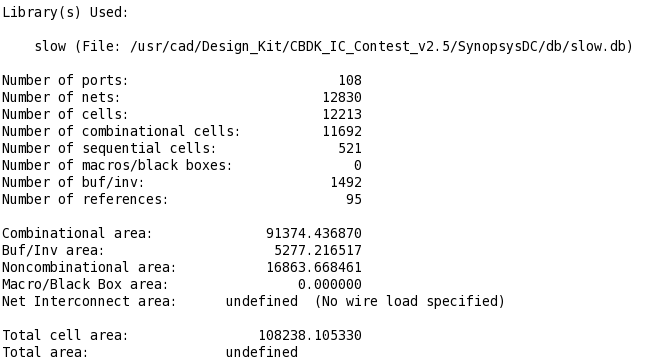 Library(s) Used:
slow (File: /usr/cad/Design_Kit/CBDK_IC_Contest_v2.5/SynopsysDC/db/slow.db)
Number of ports: 108
Number of nets: 12830
Number of cells: 12213
Number of combinational cells: 11692
Number of sequential cells: 521
Number of macros/black boxes: 0
Number of buf/inv: 1492
Number of references: 95
Combinational area: 91374.436870
Buf/Inv area: 5277.216517
Noncombinational area: 16863.668461
Macro/Black Box area: 0.000000
Net Interconnect area: undefined (No wire load specified)
Total cell area: 108238.105330
Total area: undefined